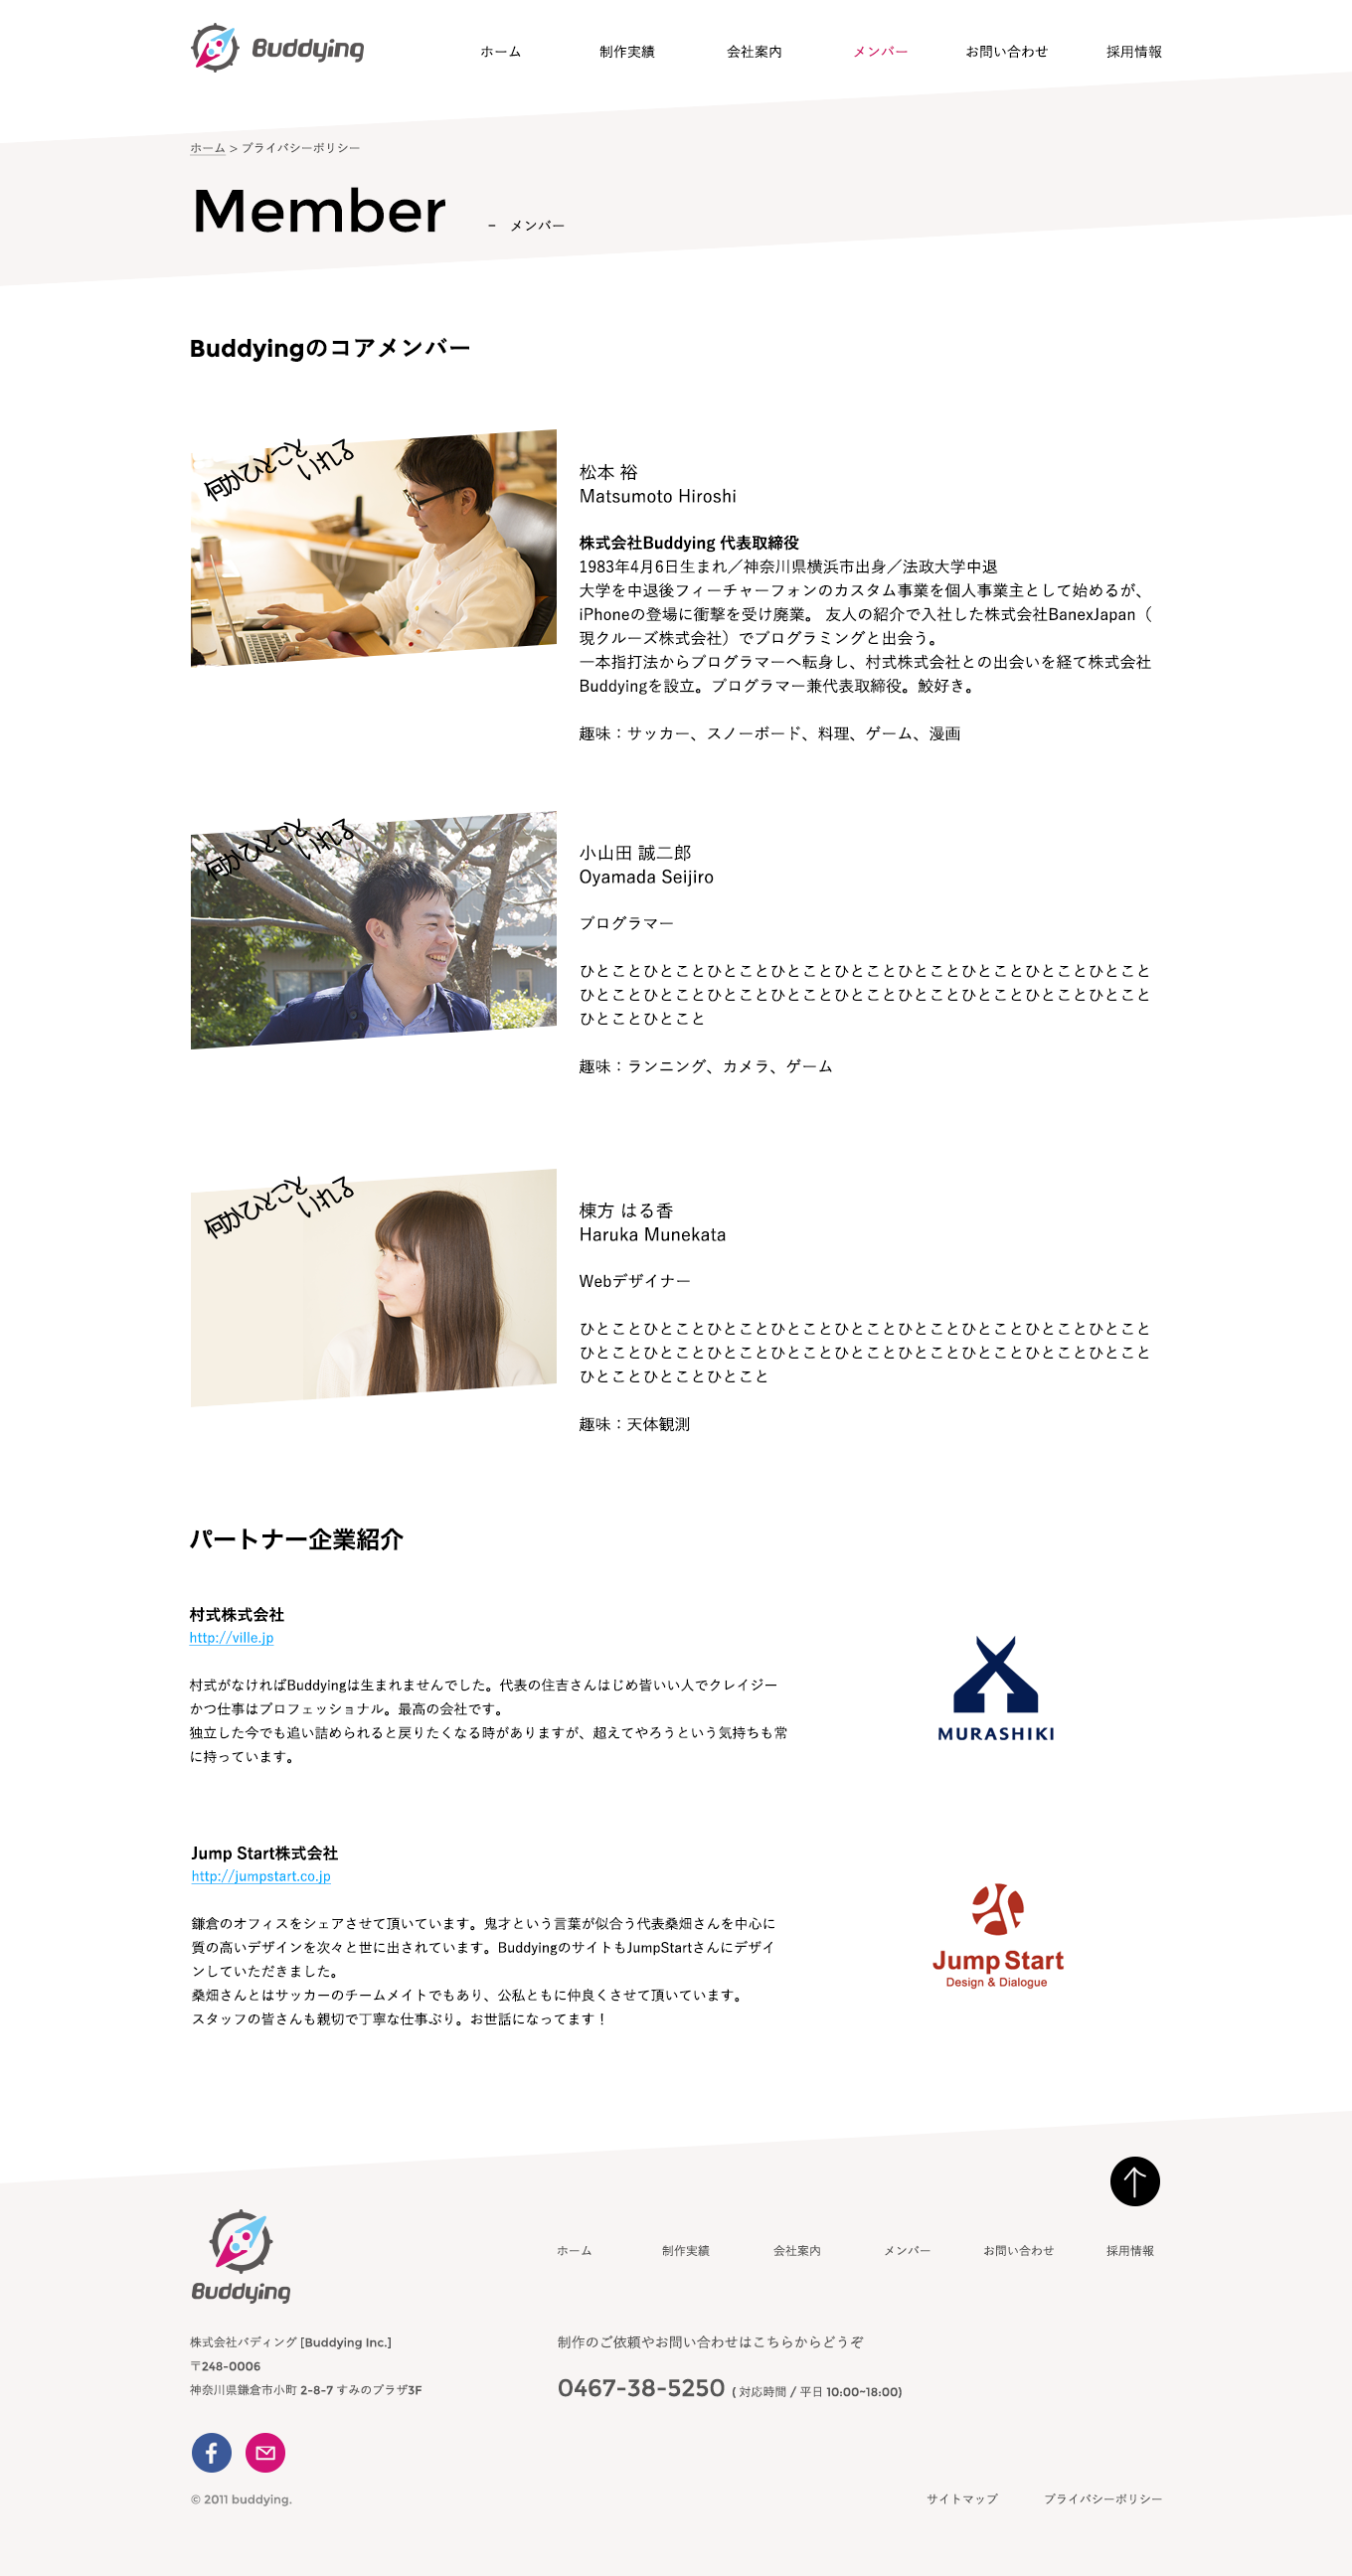 Buddying
ホーム 制作実績 会社案内 メンバー お問い合わせ 採用情報
ホーム > プライバシーポリシー
Member － メンバー
Buddyingのコアメンバー
何かひとこと
いれる
松本 裕
Matsumoto Hiroshi
株式会社Buddying 代表取締役
1983年4月6日生まれ／神奈川県横浜市出身／法政大学中退
大学を中退後フィーチャーフォンのカスタム事業を個人事業主として始めるが、
iPhoneの登場に衝撃を受け廃業。 友人の紹介で入社した株式会社BanexJapan（
現クルーズ株式会社）でプログラミングと出会う。
一本指打法からプログラマーへ転身し、村式株式会社との出会いを経て株式会社
Buddyingを設立。プログラマー兼代表取締役。鮫好き。
趣味：サッカー、スノーボード、料理、ゲーム、漫画
何かひとこと
いれる
小山田 誠二郎
Oyamada Seijiro
プログラマー
ひとことひとことひとことひとことひとことひとことひとことひとことひとこと
ひとことひとことひとことひとことひとことひとことひとことひとことひとこと
ひとことひとこと
趣味：ランニング、カメラ、ゲーム
何かひとこと
いれる
棟方 はる香
Haruka Munekata
Webデザイナー
ひとことひとことひとことひとことひとことひとことひとことひとことひとこと
ひとことひとことひとことひとことひとことひとことひとことひとことひとこと
ひとことひとことひとこと
趣味：天体観測
パートナー企業紹介
村式株式会社
http://ville.jp
村式がなければBuddyingは生まれませんでした。代表の住吉さんはじめ皆いい人でクレイジー
かつ仕事はプロフェッショナル。最高の会社です。
独立した今でも追い詰められると戻りたくなる時がありますが、超えてやろうという気持ちも常
に持っています。
MURASHIKI
Jump Start株式会社
http://jumpstart.co.jp
鎌倉のオフィスをシェアさせて頂いています。鬼才という言葉が似合う代表桑畑さんを中心に
質の高いデザインを次々と世に出されています。BuddyingのサイトもJumpStartさんにデザイ
ンしていただきました。
桑畑さんとはサッカーのチームメイトでもあり、公私ともに仲良くさせて頂いています。
スタッフの皆さんも親切で丁寧な仕事ぶり。お世話になってます！
Jump Start
Design & Dialogue
Buddying
ホーム 制作実績 会社案内 メンバー お問い合わせ 採用情報
株式会社バディング [Buddying Inc.]
〒248-0006
神奈川県鎌倉市小町 2-8-7 すみのプラザ3F
制作のご依頼やお問い合わせはこちらからどうぞ
0467-38-5250 ( 対応時間 / 平日 10:00~18:00)
© 2011 buddying.
サイトマップ プライバシーポリシー